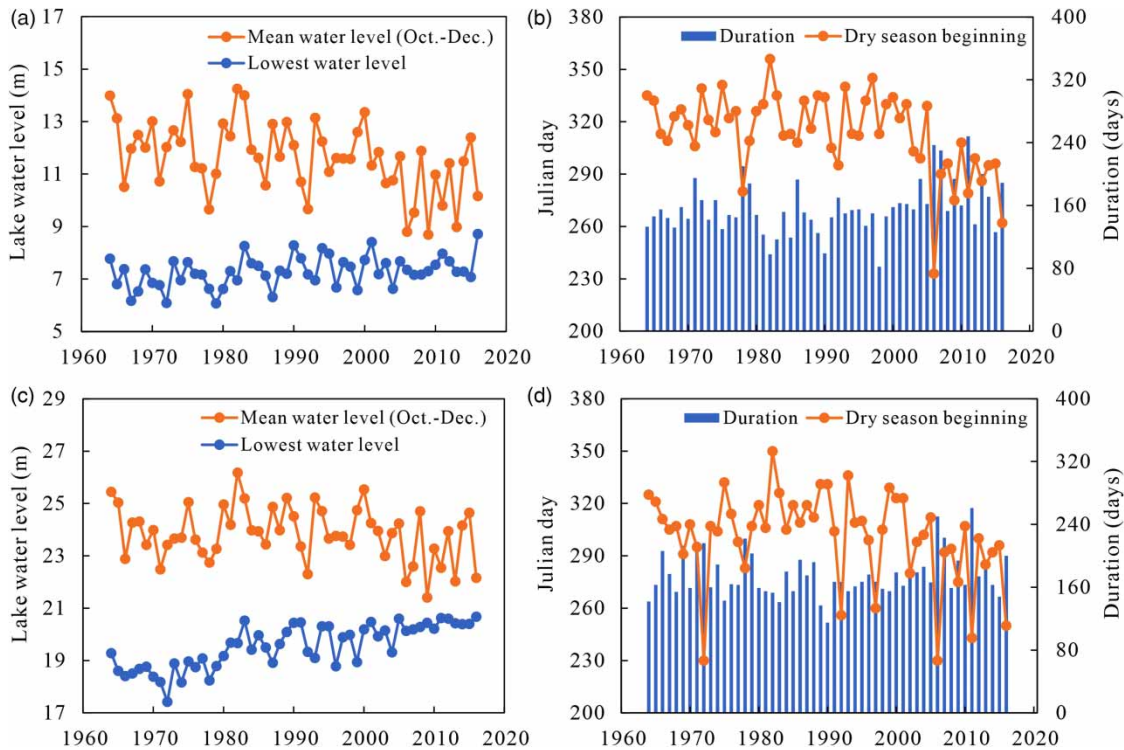 (a)
17
15
13
11
9
7
5
Lake water level (m)
Mean water level (Oct.-Dec.)
Lowest water level
1960 1970 1980 1990 2000 2010 2020
(b)
380
350
320
290
260
230
200
Julian day
Duration
Dry season beginning
400
320
240
160
80
0
Duration (days)
1960 1970 1980 1990 2000 2010 2020
(c)
29
27
25
23
21
19
17
Lake water level (m)
Mean water level (Oct.-Dec.)
Lowest water level
1960 1970 1980 1990 2000 2010 2020
(d)
380
350
320
290
260
230
200
Julian day
Duration
Dry season beginning
400
320
240
160
80
0
Duration (days)
1960 1970 1980 1990 2000 2010 2020